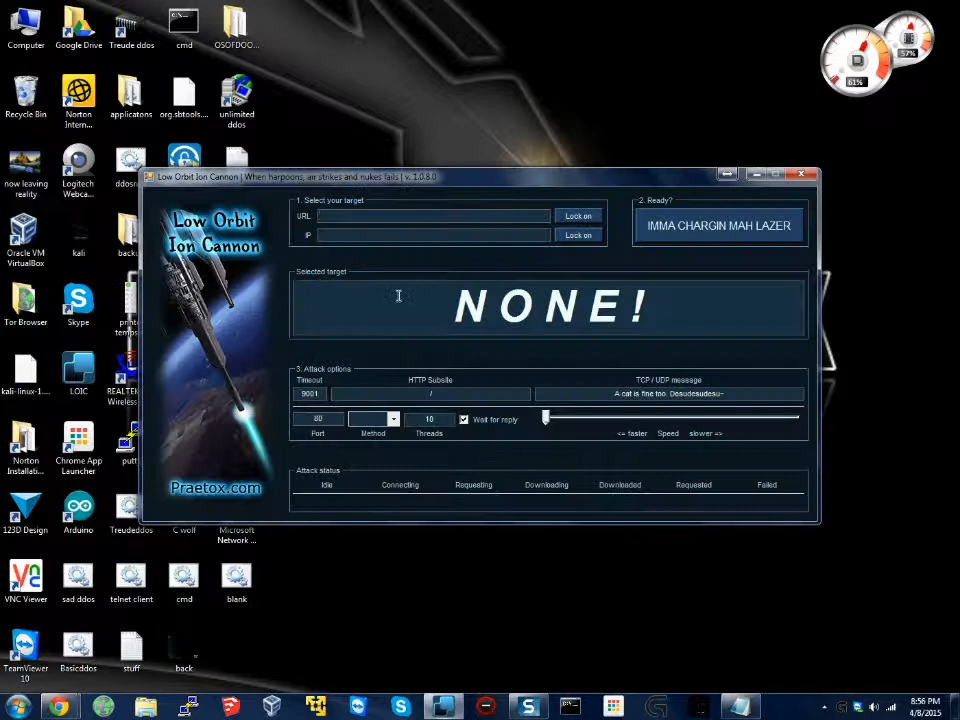 Computer
Google Drive
Treude ddos
cmd
OSOFDOO...
57%
61%
Recycle Bin
Norton
Intern...
applicatons
org.sbtools....
unlimited
ddos
now leaving
reality
Logitech
Webca...
Low Orbit Ion Cannon | When harpoons, air strikes and nukes fails | v. 1.0.8.0
Low Orbit
Ion Cannon
1. Select your target
URL
Lock on
IP
Lock on
2. Ready?
IMMA CHARGIN MAH LAZER
Selected target
NONE!
Oracle VM
VirtualBox
kali
Tor Browser
Skype
3. Attack options
Timeout
HTTP Subsite
TCP / UDP message
9001
/
A cat is fine too. Desudesudesu~
80
10
Wait for reply
Port
Method
Threads
<= faster
Speed
slower =>
kali-linux-1....
LOIC
Attack status
Idle
Connecting
Requesting
Downloading
Downloaded
Requested
Failed
Praetox.com
Norton
Installati...
Chrome App
Launcher
123D Design
Arduino
Treudeddos
C wolf
Microsoft
Network ...
VNC Viewer
sad ddos
telnet client
cmd
blank
TeamViewer
10
Basicddos
stuff
back
8:56 PM
4/8/2015